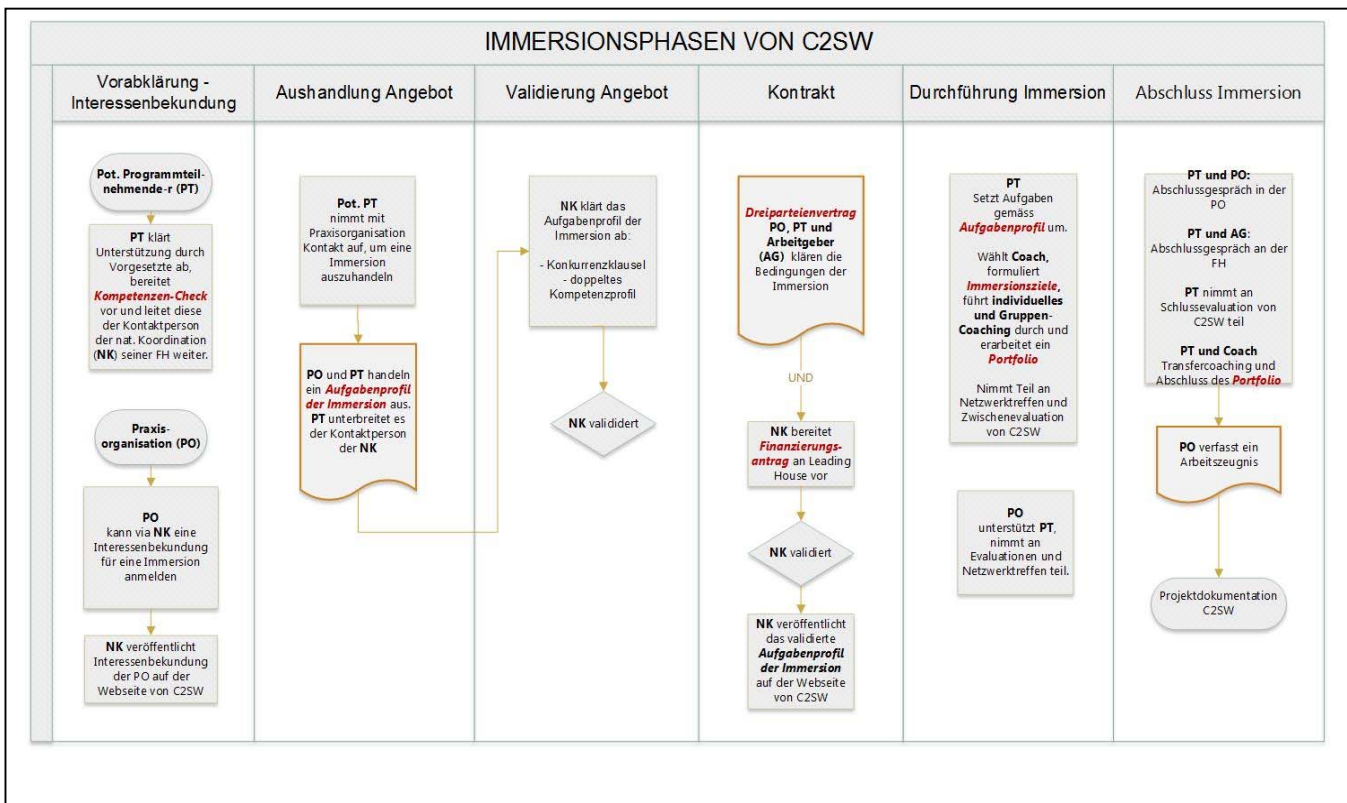 IMMERSIONSPHASEN VON C2SW
Vorabklärung -
Interessenbekundung
Aushandlung Angebot
Validierung Angebot
Kontrakt
Durchführung Immersion
Abschluss Immersion
Pot. Programmteil-
nehmende-r (PT)
PT klärt
Unterstützung durch
Vorgesetzte ab,
bereitet
Kompetenzen-Check
vor und leitet diese
der Kontaktperson
der nat. Koordination
(NK) seiner FH weiter.
Praxis-
organisation (PO)
PO
kann via NK eine
Interessenbekundung
für eine Immersion
anmelden
NK veröffentlicht
Interessenbekundung
der PO auf der
Webseite von C2SW
Pot. PT
nimmt mit
Praxisorganisation
Kontakt auf, um eine
Immersion
auszuhandeln
PO und PT handeln
ein Aufgabenprofil
der Immersion aus.
PT unterbreitet es
der Kontaktperson
der NK
NK klärt das
Aufgabenprofil der
Immersion ab:
- Konkurrenzklausel
- doppeltes
Kompetenzprofil
NK valididert
Dreiparteienvertrag
PO, PT und
Arbeitgeber
(AG) klären die
Bedingungen der
Immersion
UND
NK bereitet
Finanzierungs-
antrag an Leading
House vor
NK validiert
NK veröffentlicht
das validierte
Aufgabenprofil
der Immersion
auf der Webseite
von C2SW
PT
Setzt Aufgaben
gemäss
Aufgabenprofil um.
Wählt Coach,
formuliert
Immersionsziele,
führt individuelles
und Gruppen-
Coaching durch und
erarbeitet ein
Portfolio
Nimmt Teil an
Netzwerktreffen und
Zwischenevaluation
von C2SW
PO
unterstützt PT,
nimmt an
Evaluationen und
Netzwerktreffen teil.
PT und PO:
Abschlussgespräch in der
PO
PT und AG:
Abschlussgespräch an der
FH
PT nimmt an
Schlussevaluation von
C2SW teil
PT und Coach
Transfercoaching und
Abschluss des Portfolio
PO verfasst ein
Arbeitszeugnis
Projektdokumentation
C2SW